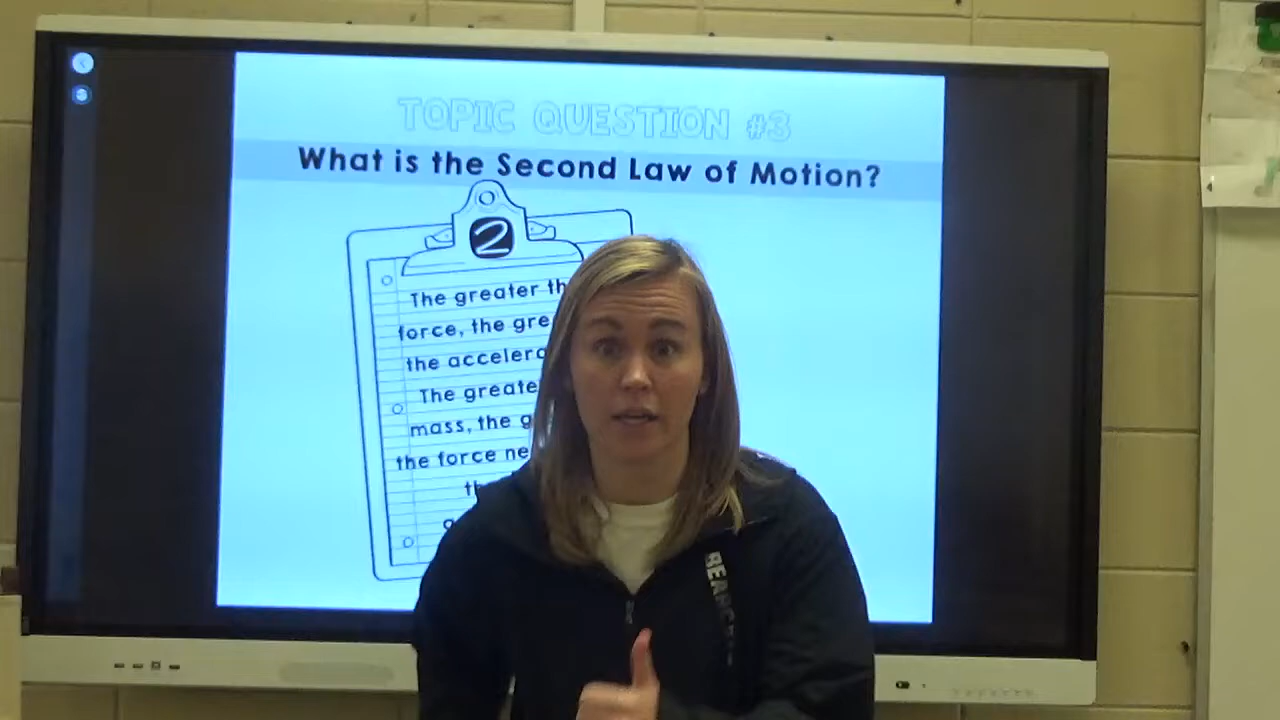 TOPIC QUESTION #3
What is the Second Law of Motion?
2
The greater th
force, the gre
the accelera
The greate
mass, the g
the force ne
th